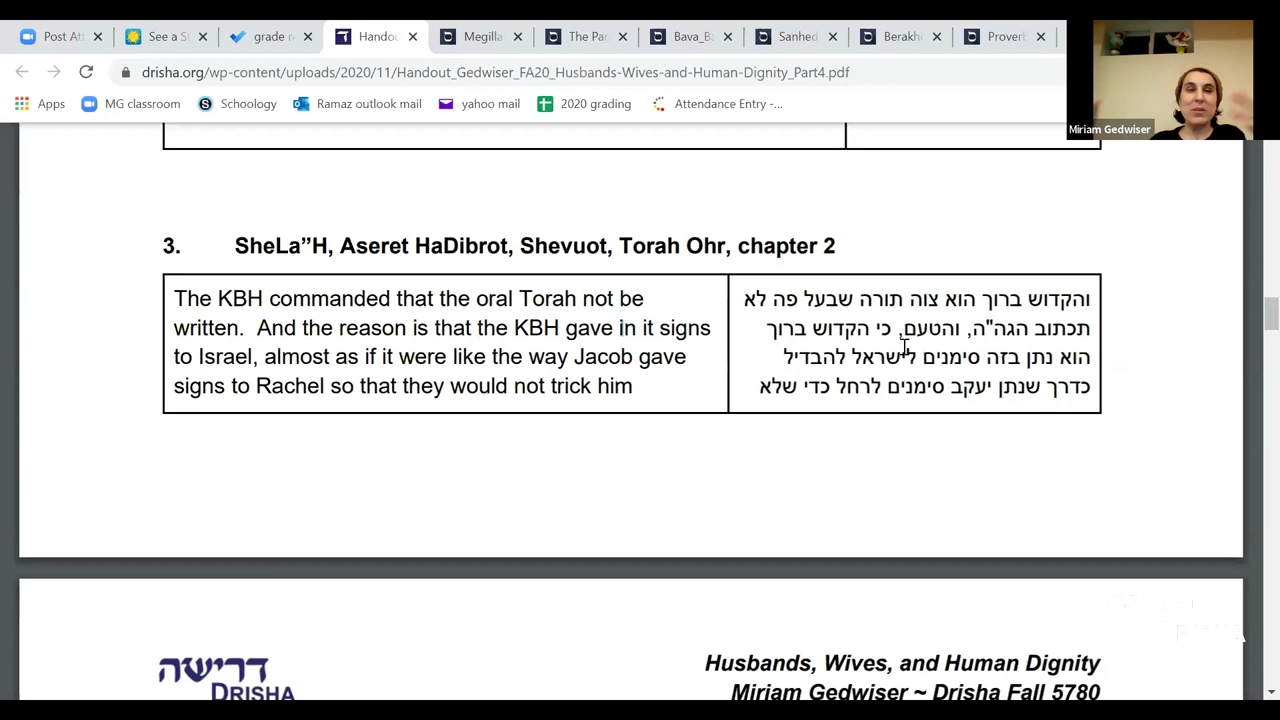 Post At
See a S
grade r
Handou
Megilla
The Par
Bava_Ba
Sanhed
Berakh
Proverb
drisha.org/wp-content/uploads/2020/11/Handout_Gedwiser_FA20_Husbands-Wives-and-Human-Dignity_Part4.pdf
Apps
MG classroom
Schoology
Ramaz outlook mail
yahoo mail
2020 grading
Attendance Entry -...
Miriam Gedwiser
3. SheLa”H, Aseret HaDibrot, Shevuot, Torah Ohr, chapter 2
The KBH commanded that the oral Torah not be
written. And the reason is that the KBH gave in it signs
to Israel, almost as if it were like the way Jacob gave
signs to Rachel so that they would not trick him
והקדוש ברוך הוא צוה תורה שבעל פה לא
תכתוב הגה"ה, והטעם, כי הקדוש ברוך
הוא נתן בזה סימנים לישראל להבדיל
כדרך שנתן יעקב סימנים לרחל כדי שלא
דרישה
DRISHA
Husbands, Wives, and Human Dignity
Miriam Gedwiser ~ Drisha Fall 5780